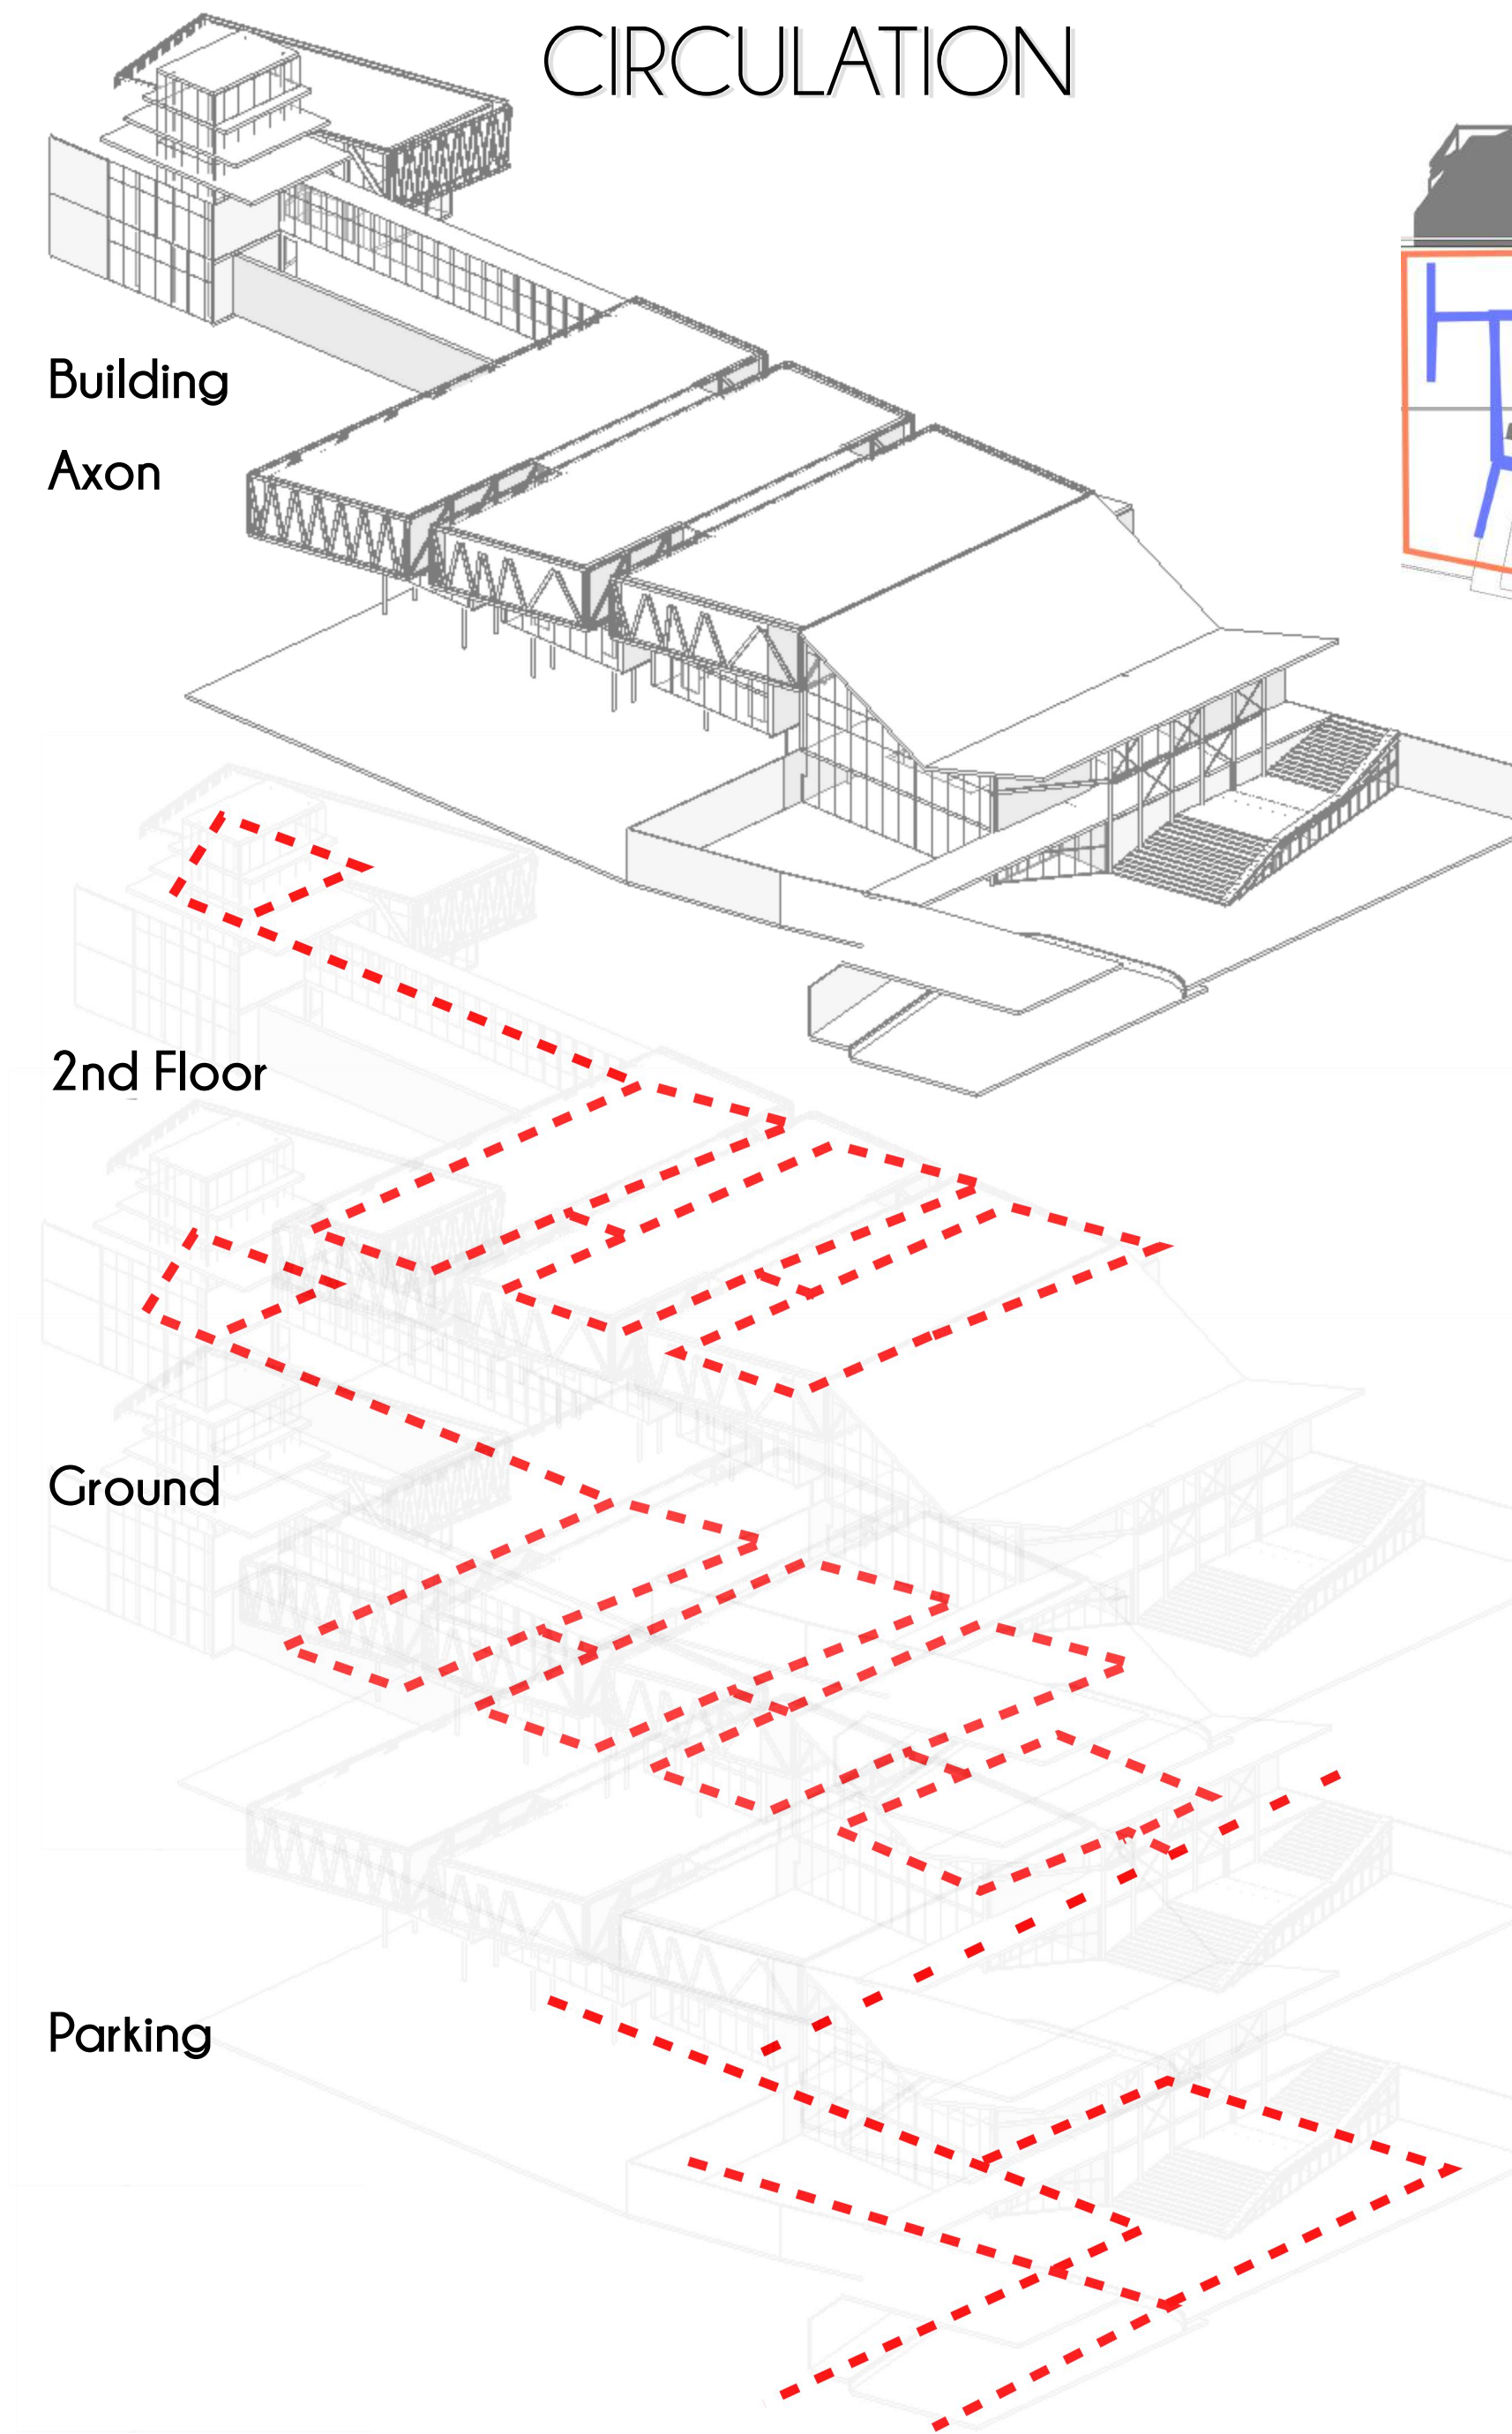 CIRCULATION
Building
Axon
2nd Floor
Ground
Parking